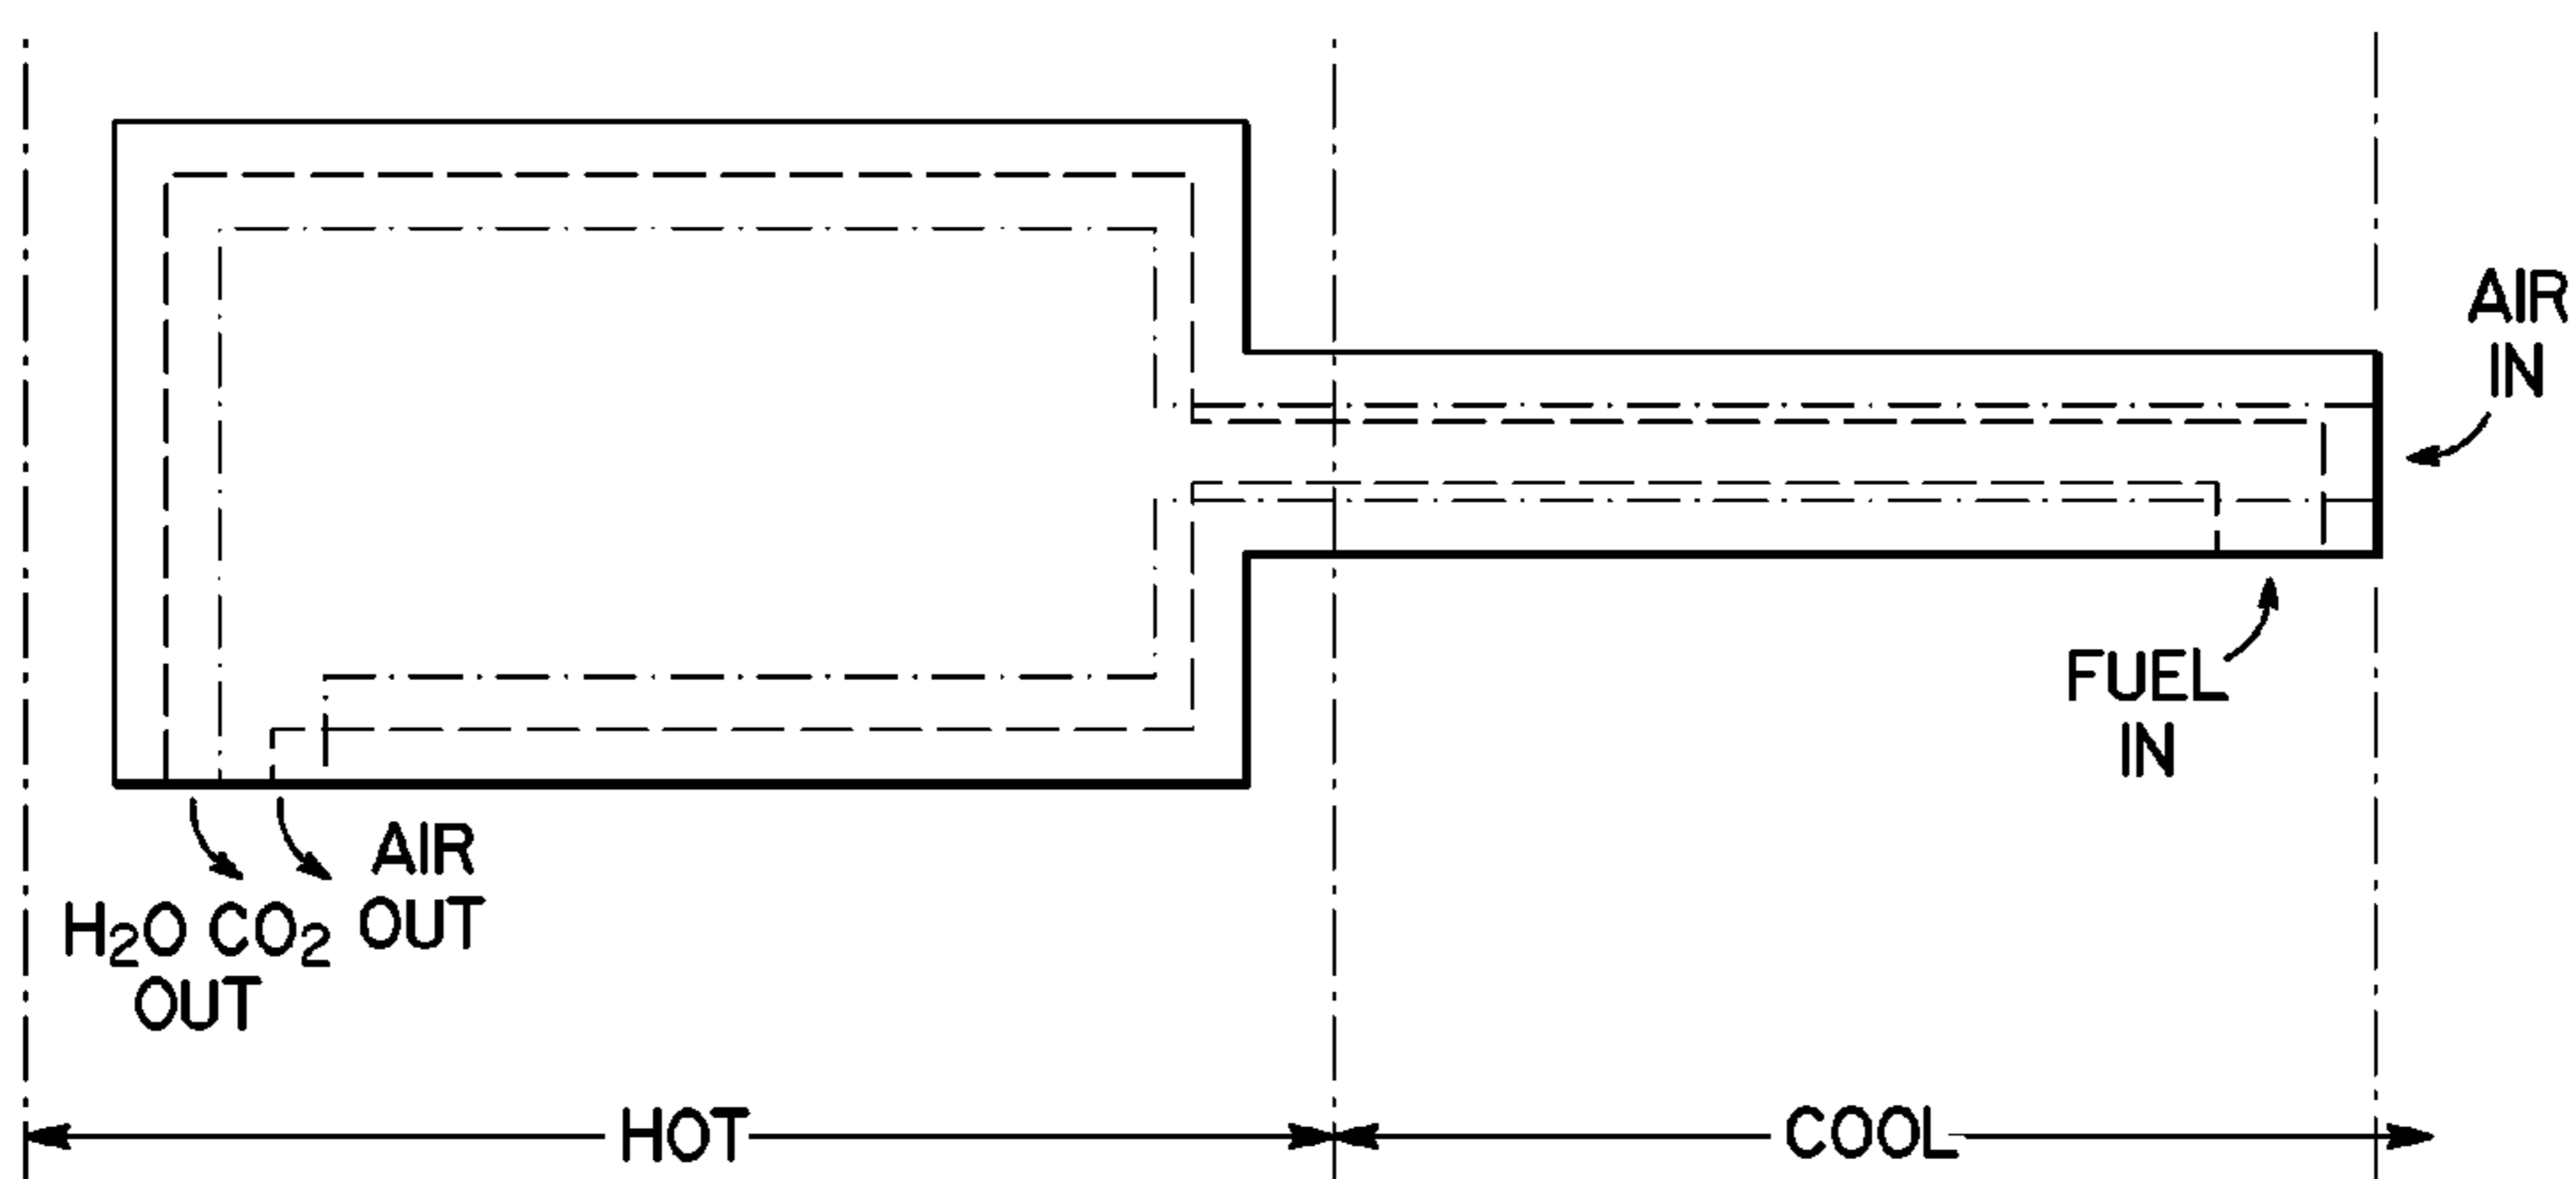 AIR
IN
FUEL
IN
AIR
OUT
H₂O CO₂
OUT
HOT
COOL